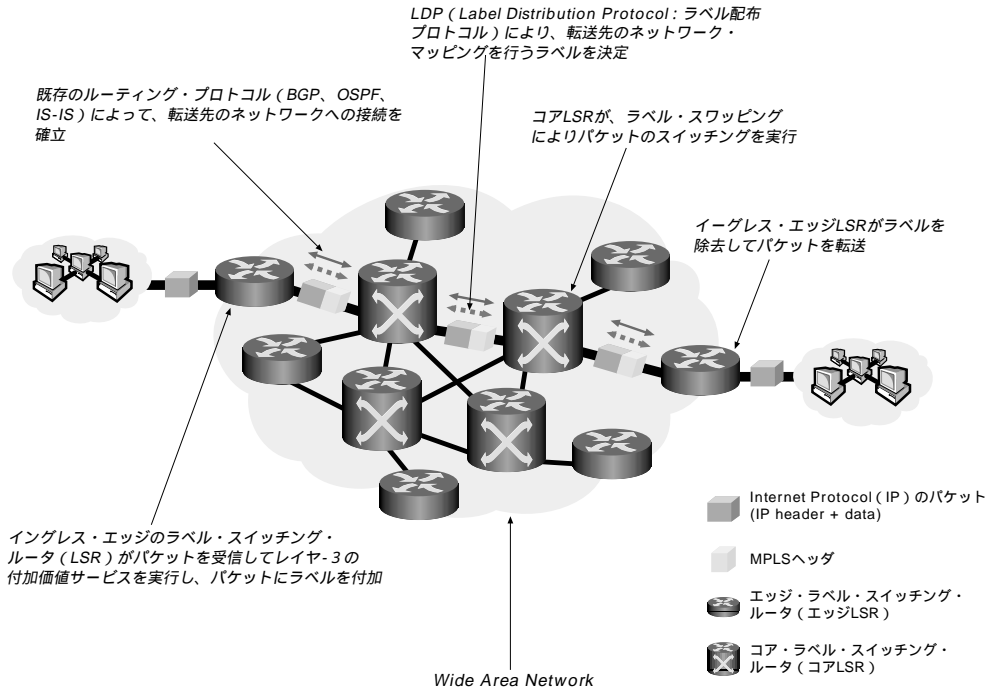 LDP（Label Distribution Protocol：ラベル配布
プロトコル）により、転送先のネットワーク・
マッピングを行うラベルを決定
既存のルーティング・プロトコル（BGP、OSPF、
IS-IS）によって、転送先のネットワークへの接続を
確立
コアLSRが、ラベル・スワッピング
によりパケットのスイッチングを実行
イーグレス・エッジLSRがラベルを
除去してパケットを転送
イングレス・エッジのラベル・スイッチング・
ルータ（LSR）がパケットを受信してレイヤ-3の
付加価値サービスを実行し、パケットにラベルを付加
Internet Protocol（IP）のパケット
(IP header + data)
MPLSヘッダ
エッジ・ラベル・スイッチング・
ルータ（エッジLSR）
コア・ラベル・スイッチング・
ルータ（コアLSR）
Wide Area Network